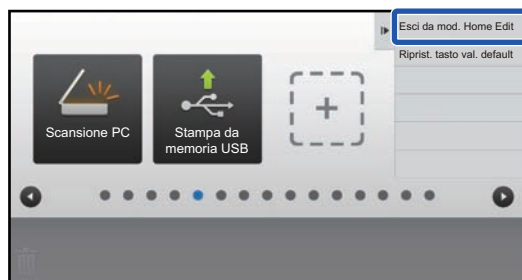 Esci da mod. Home Edit
Riprist. tasto val. default
Scansione PC
Stampa da
memoria USB